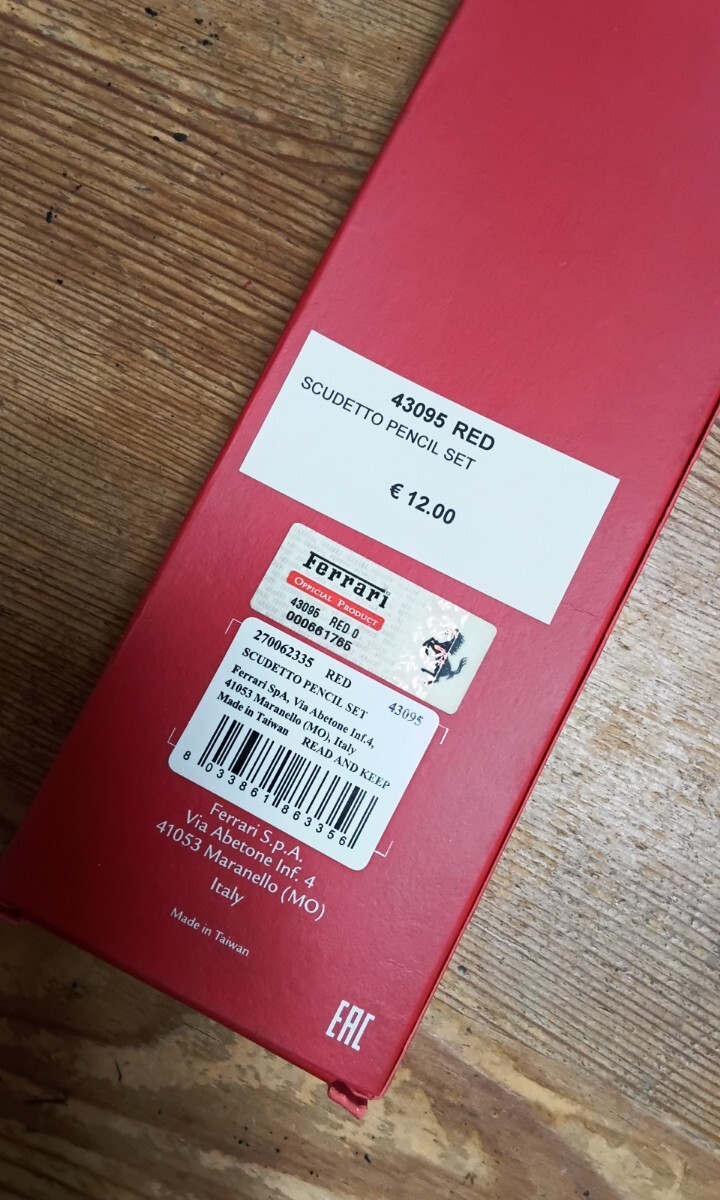 43095 RED
SCUDETTO PENCIL SET
€ 12.00
Ferrari
OFFICIAL PRODUCT
43095 RED 0
000661765
270062335 RED
SCUDETTO PENCIL SET 43095
Ferrari SpA, Via Abetone Inf.4,
41053 Maranello (MO), Italy
Made in Taiwan READ AND KEEP
8 033861 863356
Ferrari S.p.A.
Via Abetone Inf. 4
41053 Maranello (MO)
Italy
Made in Taiwan
EAC